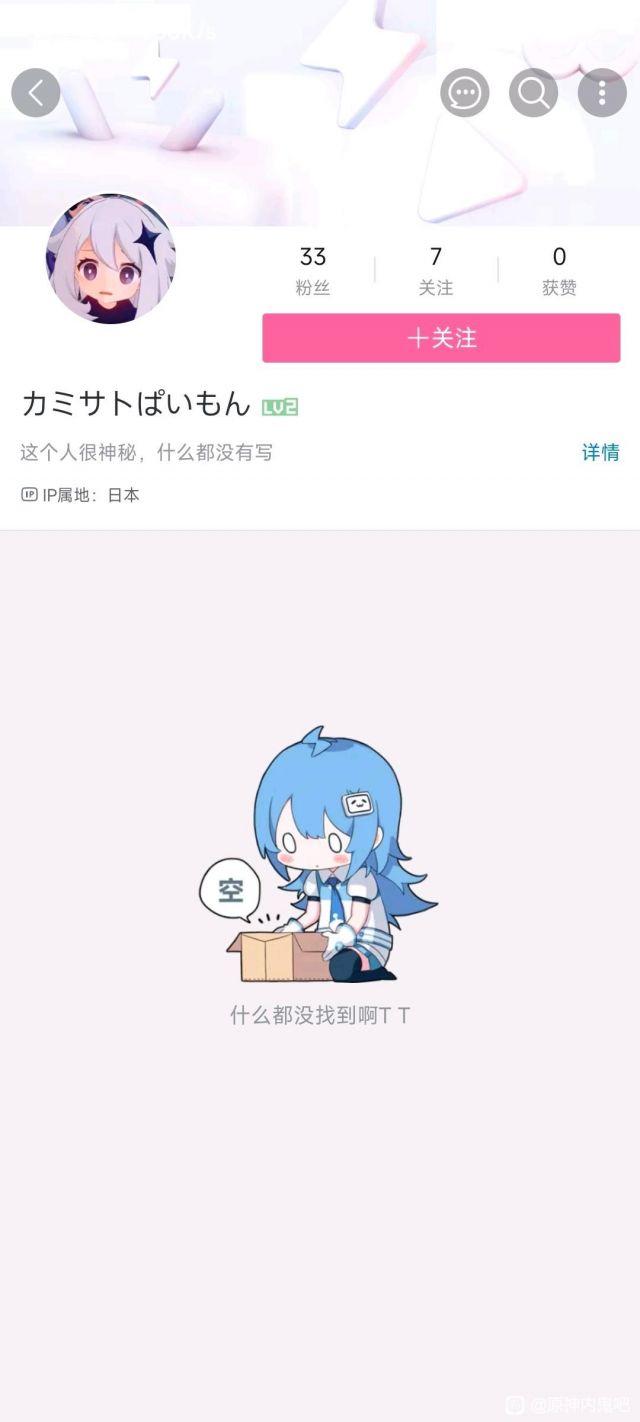 33
7
0
粉丝
关注
获赞
+关注
カミサトぱいもん LV2
这个人很神秘，什么都没有写
详情
IP IP属地：日本
空
什么都没找到啊T T
@原神内鬼吧